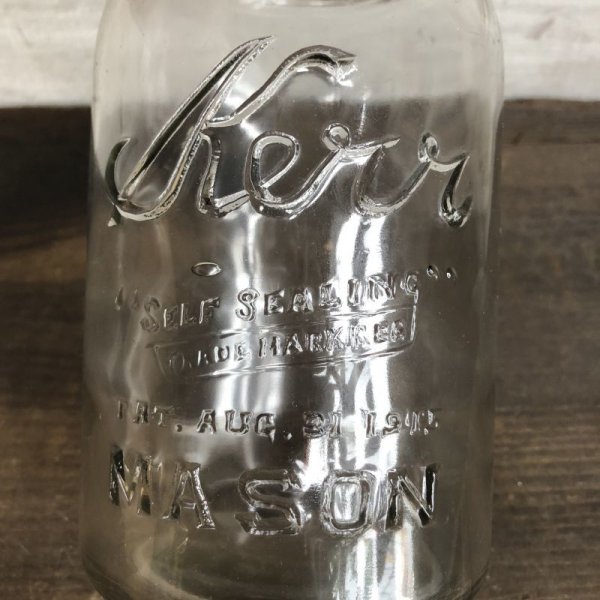 Kerr
"SELF SEALING"
TRADE MARK REG
PAT. AUG. 31 1915
MASON